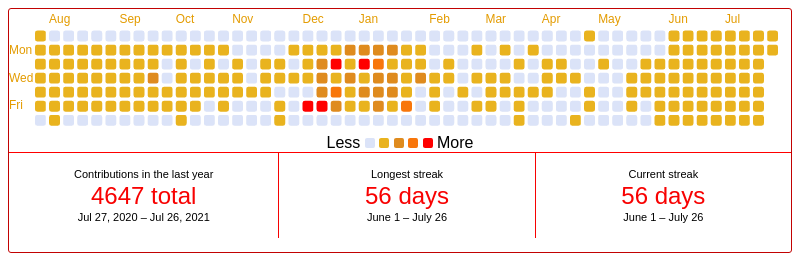 Aug Sep Oct Nov Dec Jan Feb Mar Apr May Jun Jul
Mon
Wed
Fri
Less More
Contributions in the last year
4647 total
Jul 27, 2020 – Jul 26, 2021
Longest streak
56 days
June 1 – July 26
Current streak
56 days
June 1 – July 26